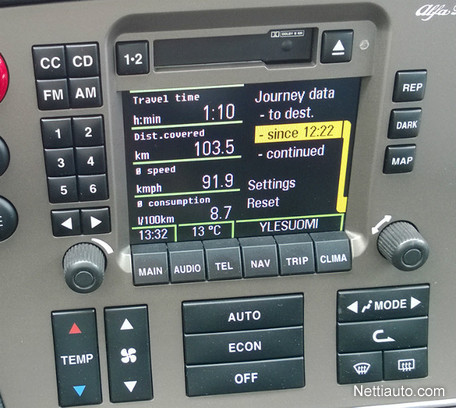 Alfa
DOLBY B NR
CC CD
FM AM
1·2
REP
DARK
MAP
1 2
3 4
5 6
Travel time
h:min 1:10
Dist.covered
km 103.5
Ø speed
kmph 91.9
Ø consumption
l/100km 8.7
13:32 13 °C
Journey data
- to dest.
- since 12:22
- continued
Settings
Reset
YLESUOMI
MAIN AUDIO TEL NAV TRIP CLIMA
TEMP
AUTO
ECON
OFF
MODE
E
Nettiauto.com